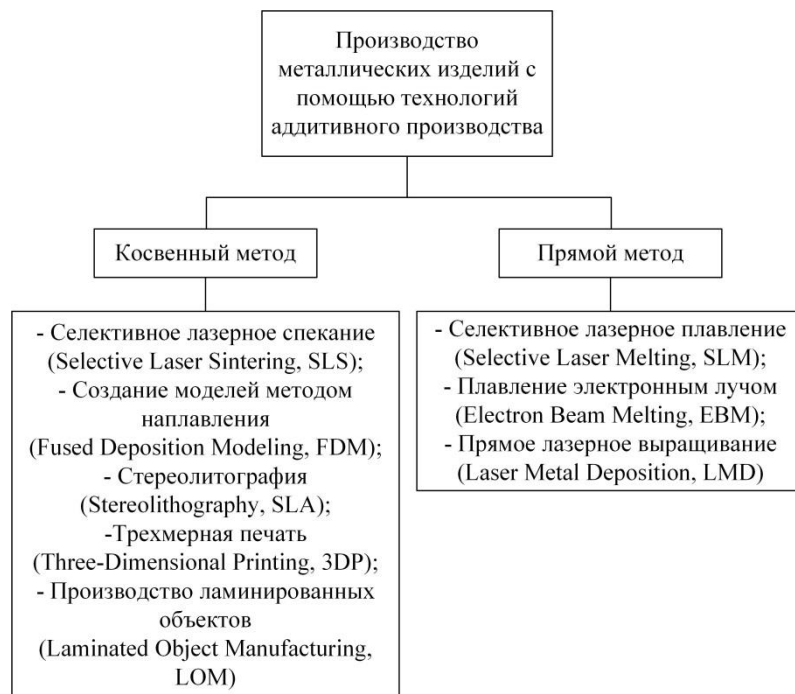 Производство
металлических изделий с
помощью технологий
аддитивного производства
Косвенный метод
Прямой метод
- Селективное лазерное спекание
(Selective Laser Sintering, SLS);
- Создание моделей методом
наплавления
(Fused Deposition Modeling, FDM);
- Стереолитография
(Stereolithography, SLA);
-Трехмерная печать
(Three-Dimensional Printing, 3DP);
- Производство ламинированных
объектов
(Laminated Object Manufacturing,
LOM)
- Селективное лазерное плавление
(Selective Laser Melting, SLM);
- Плавление электронным лучом
(Electron Beam Melting, EBM);
- Прямое лазерное выращивание
(Laser Metal Deposition, LMD)